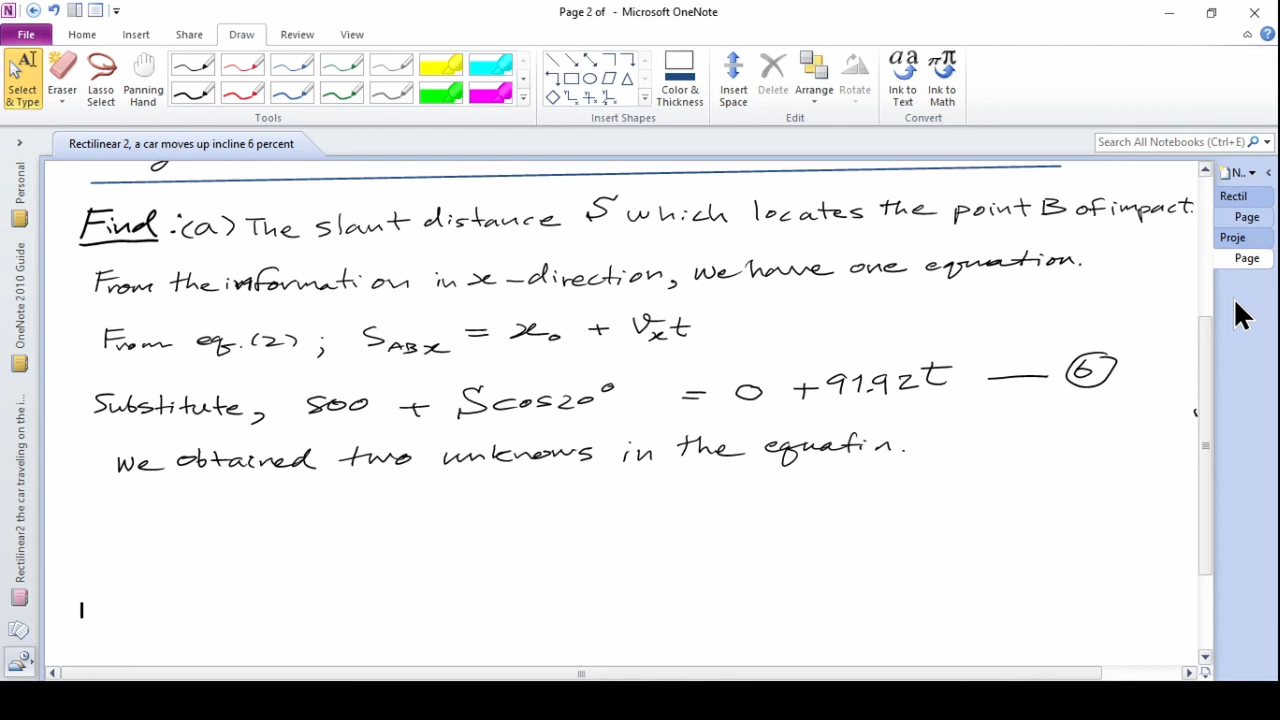 Page 2 of - Microsoft OneNote
File Home Insert Draw Review View
Select & Type
Eraser
Lasso Select
Panning Hand
Color & Thickness
Insert Space
Delete
Arrange
Rotate
Ink to Text
Ink to Math
Tools
Insert Shapes
Edit
Convert
Rectilinear 2, a car moves up incline 6 percent
Search All Notebooks (Ctrl+E)
Personal
OneNote 2010 Guide
Rectilinear2 the car traveling on the i...
N..
Rectil
Page
Proje
Page
Find :(a) The slant distance S which locates the point B of impact.
From the information in x-direction, we have one equation.
From eq.(2) ; S_ABx = x₀ + Vₓt
Substitute, 800 + S cos20° = 0 + 91.92t — ⑥
We obtained two unknows in the equatin.